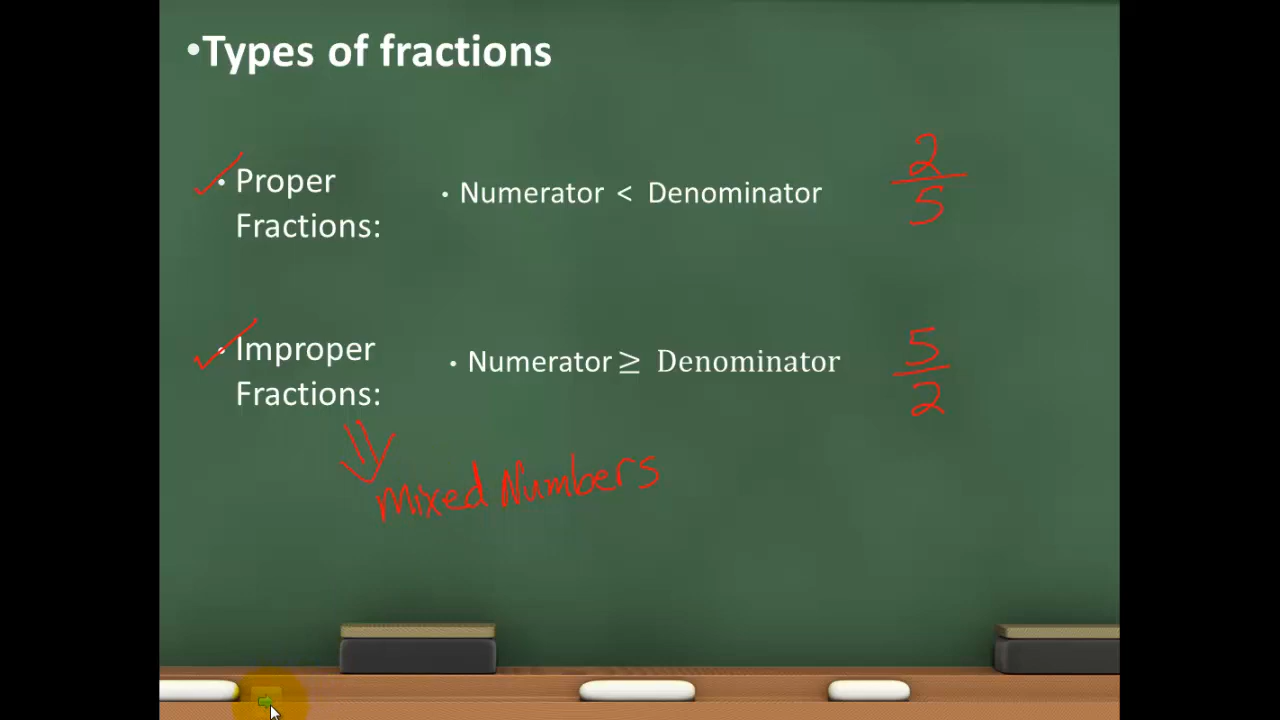 •Types of fractions
• Proper Fractions:
• Numerator < Denominator
2/5
• Improper Fractions:
• Numerator ≥ Denominator
5/2
Mixed Numbers